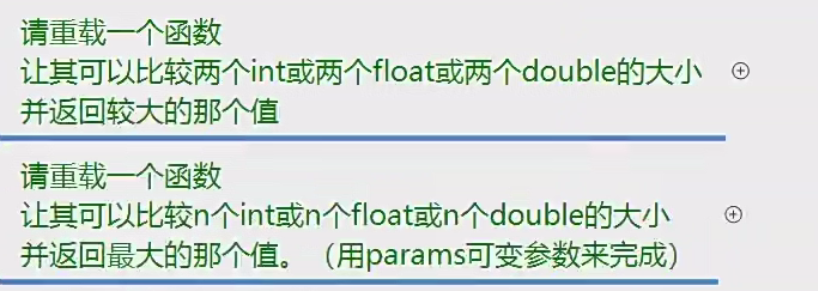 请重载一个函数
让其可以比较两个int或两个float或两个double的大小
并返回较大的那个值
请重载一个函数
让其可以比较n个int或n个float或n个double的大小
并返回最大的那个值。（用params可变参数来完成）